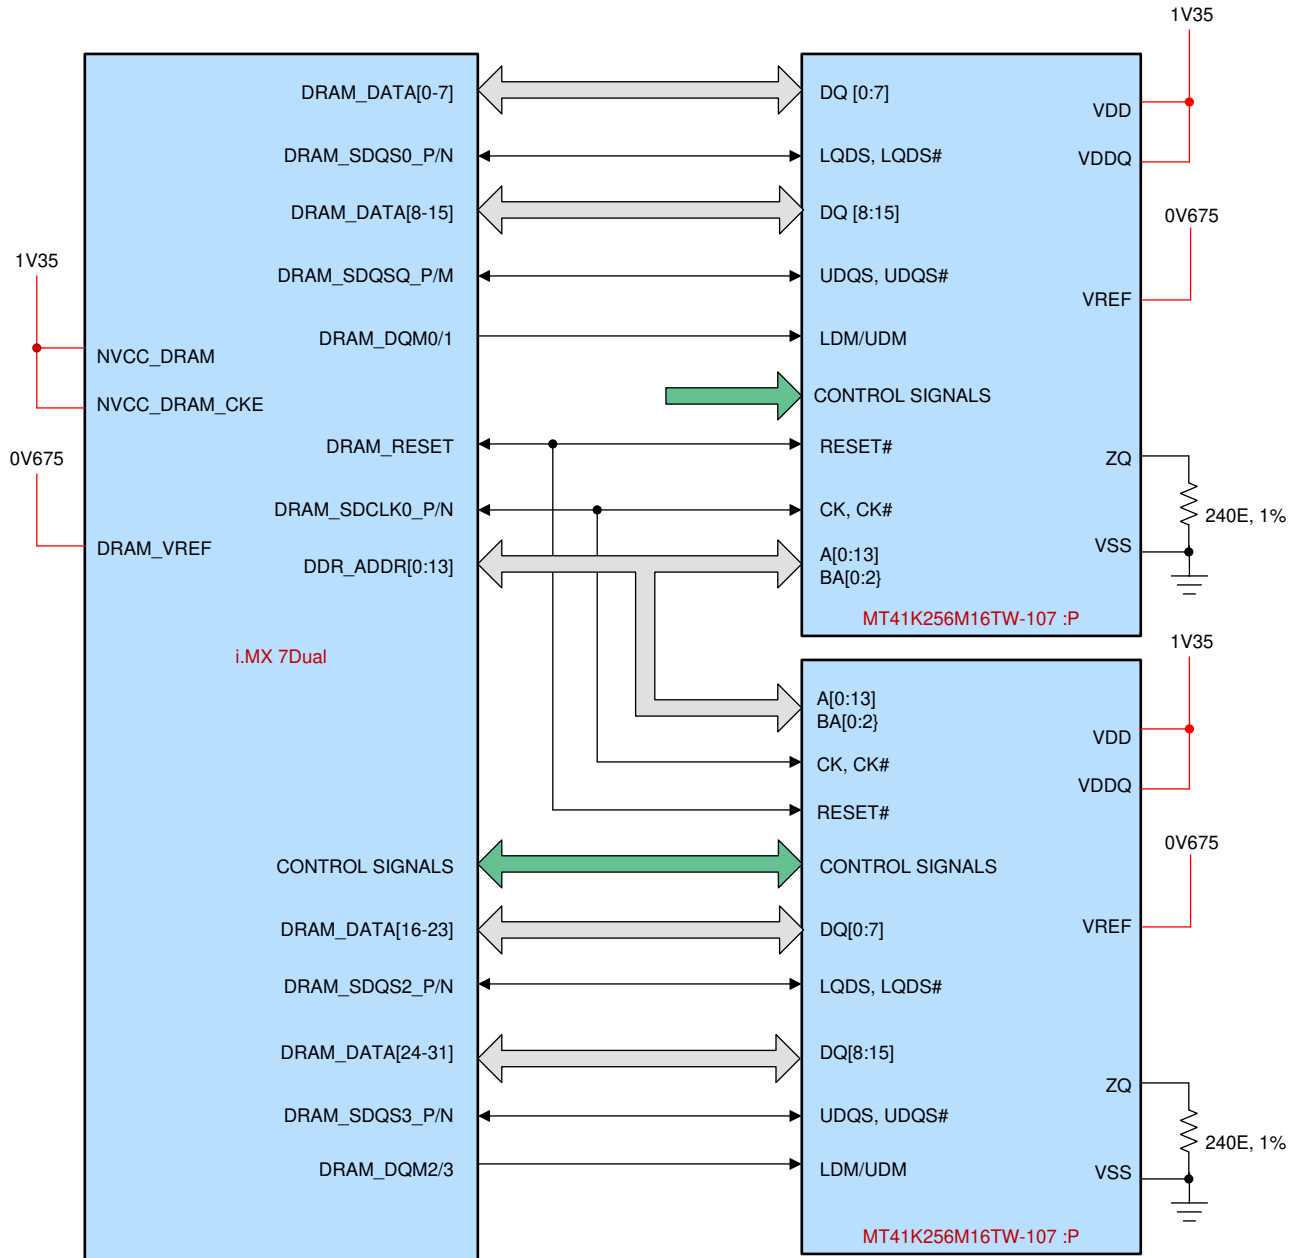 1V35
DRAM_DATA[0-7]
DQ [0:7]
VDD
DRAM_SDQS0_P/N
LQDS, LQDS#
VDDQ
DRAM_DATA[8-15]
DQ [8:15]
0V675
1V35
DRAM_SDQSQ_P/M
UDQS, UDQS#
VREF
DRAM_DQM0/1
LDM/UDM
NVCC_DRAM
NVCC_DRAM_CKE
CONTROL SIGNALS
DRAM_RESET
RESET#
0V675
ZQ
DRAM_SDCLK0_P/N
CK, CK#
240E, 1%
DRAM_VREF
VSS
DDR_ADDR[0:13]
A[0:13]
BA[0:2}
MT41K256M16TW-107 :P
i.MX 7Dual
1V35
A[0:13]
BA[0:2}
VDD
CK, CK#
VDDQ
RESET#
0V675
CONTROL SIGNALS
CONTROL SIGNALS
DRAM_DATA[16-23]
DQ[0:7]
VREF
DRAM_SDQS2_P/N
LQDS, LQDS#
DRAM_DATA[24-31]
DQ[8:15]
ZQ
DRAM_SDQS3_P/N
UDQS, UDQS#
240E, 1%
DRAM_DQM2/3
LDM/UDM
VSS
MT41K256M16TW-107 :P